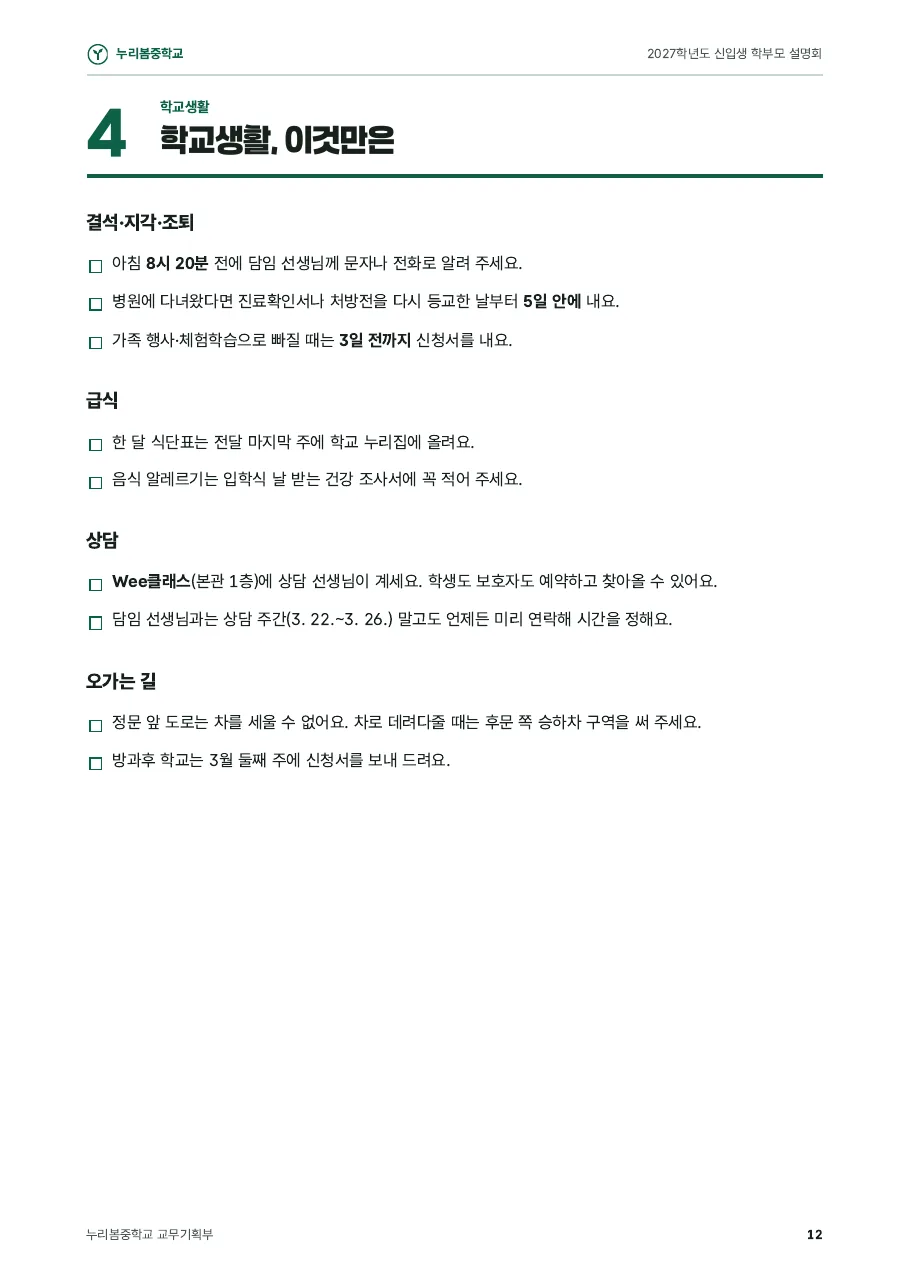 누리봄중학교
2027학년도 신입생 학부모 설명회
4
학교생활
학교생활, 이것만은
결석·지각·조퇴
아침 8시 20분 전에 담임 선생님께 문자나 전화로 알려 주세요.
병원에 다녀왔다면 진료확인서나 처방전을 다시 등교한 날부터 5일 안에 내요.
가족 행사·체험학습으로 빠질 때는 3일 전까지 신청서를 내요.
급식
한 달 식단표는 전달 마지막 주에 학교 누리집에 올려요.
음식 알레르기는 입학식 날 받는 건강 조사서에 꼭 적어 주세요.
상담
Wee클래스(본관 1층)에 상담 선생님이 계세요. 학생도 보호자도 예약하고 찾아올 수 있어요.
담임 선생님과는 상담 주간(3. 22.~3. 26.) 말고도 언제든 미리 연락해 시간을 정해요.
오가는 길
정문 앞 도로는 차를 세울 수 없어요. 차로 데려다줄 때는 후문 쪽 승하차 구역을 써 주세요.
방과후 학교는 3월 둘째 주에 신청서를 보내 드려요.
누리봄중학교 교무기획부
12